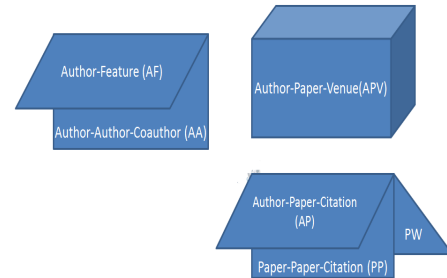 Author-Feature (AF)
Author-Author-Coauthor (AA)
Author-Paper-Venue(APV)
Author-Paper-Citation
(AP)
PW
Paper-Paper-Citation (PP)